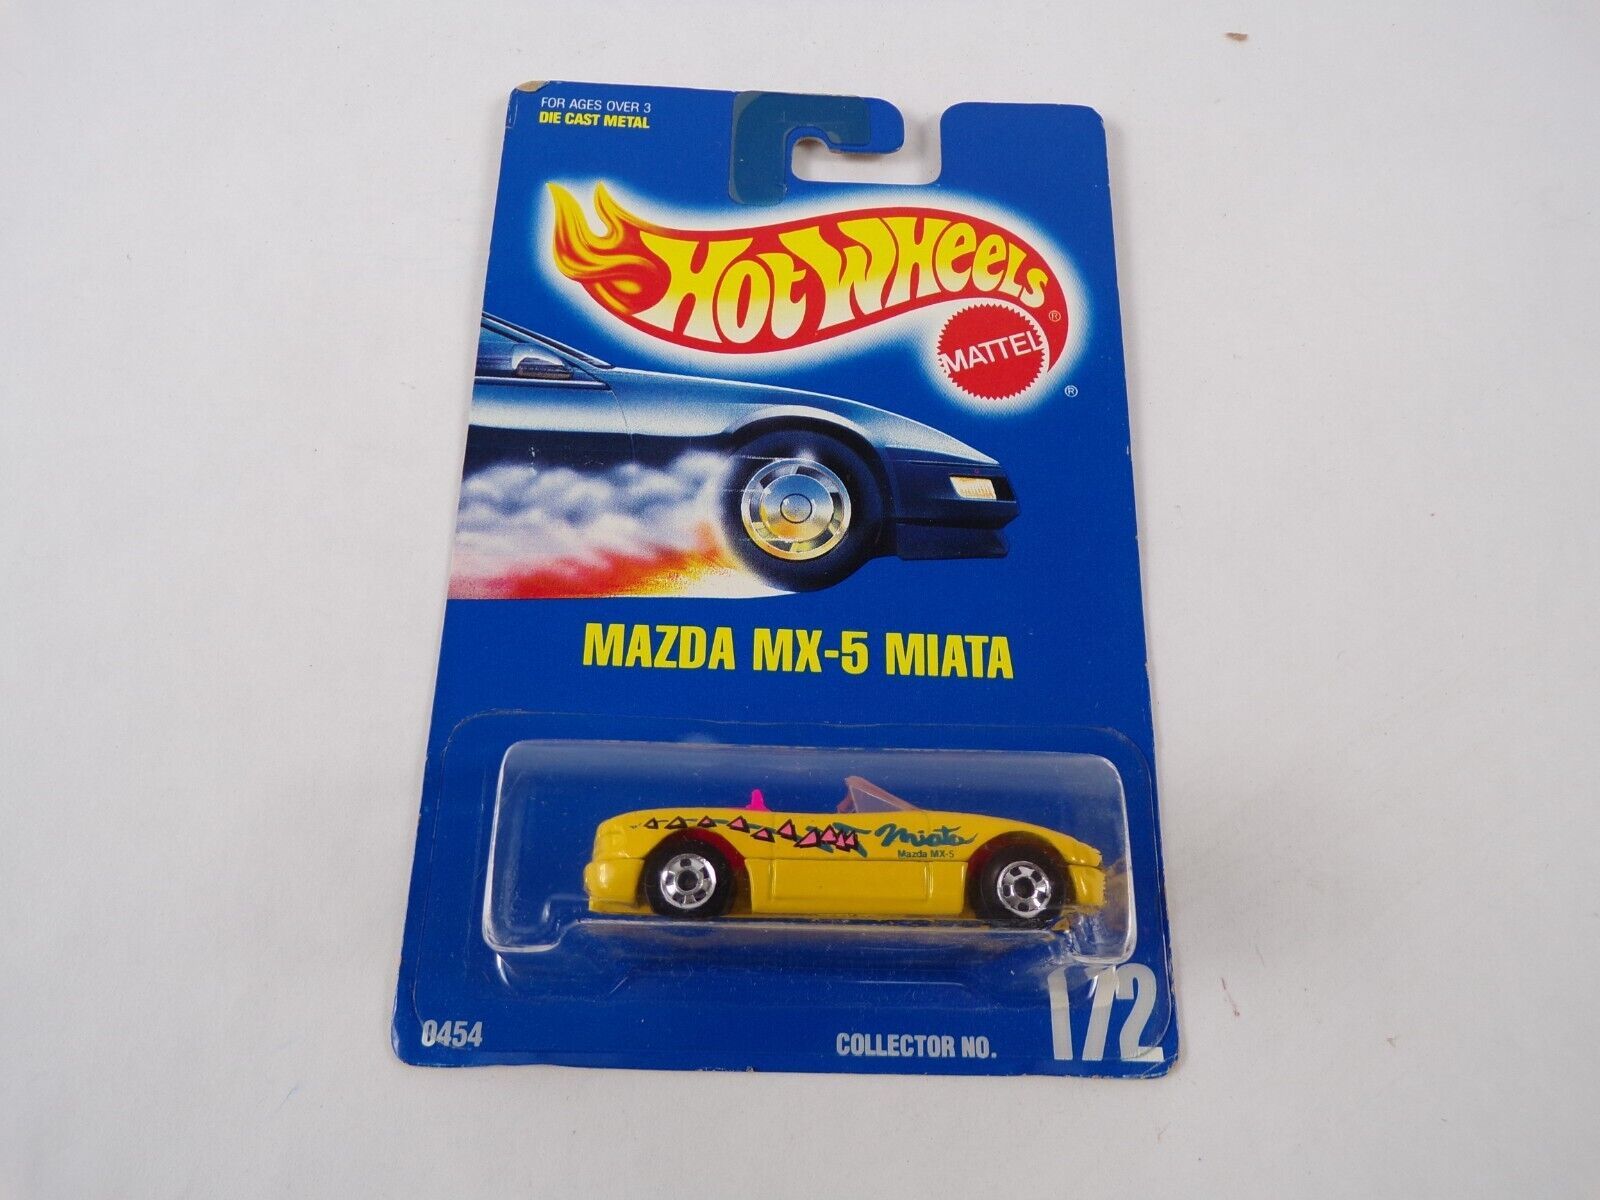 FOR AGES OVER 3
DIE CAST METAL
HOT WHEELS ®
MATTEL
®
MAZDA MX-5 MIATA
Miata
Mazda MX-5
0454
COLLECTOR NO. 172